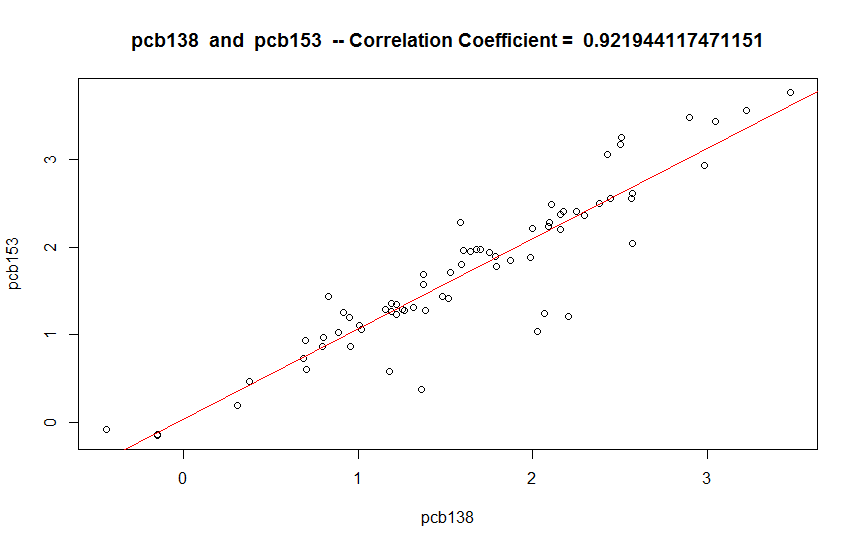 pcb138 and pcb153 -- Correlation Coefficient = 0.921944117471151
3
2
1
0
pcb153
0 1 2 3
pcb138